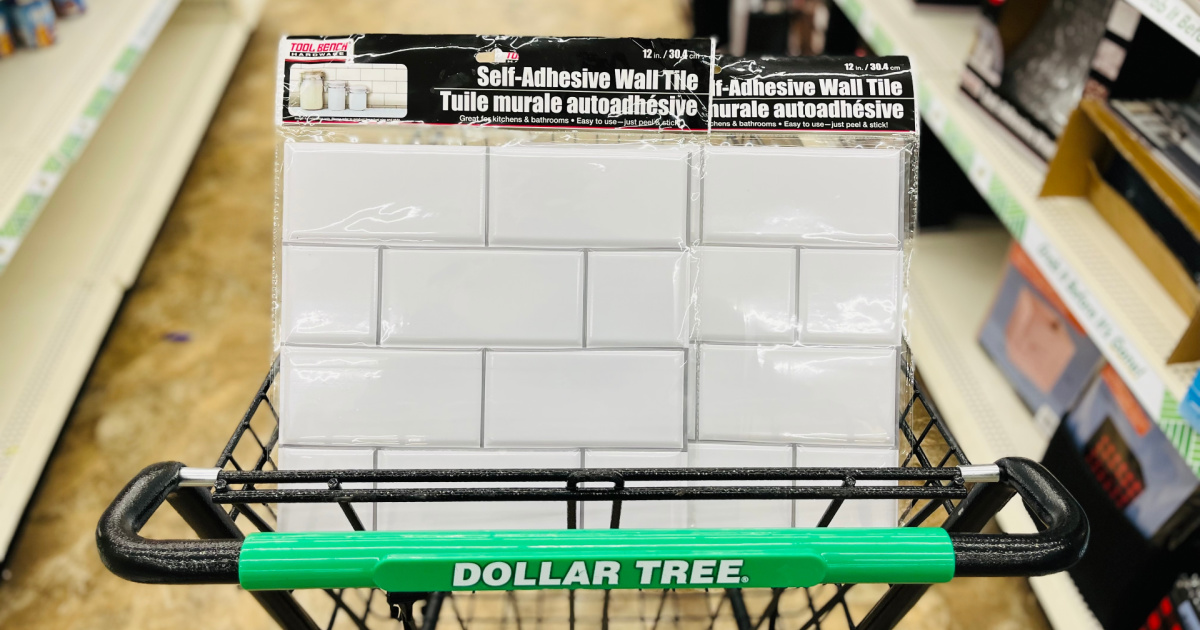 TOOL BENCH
HARDWARE
12 in. / 30.4 cm
Self-Adhesive Wall Tile
Tuile murale autoadhésive
Great for kitchens & bathrooms • Easy to use—just peel & stick!
12 in. / 30.4 cm
f-Adhesive Wall Tile
murale autoadhésive
chens & bathrooms • Easy to use—just peel & stick!
DOLLAR TREE